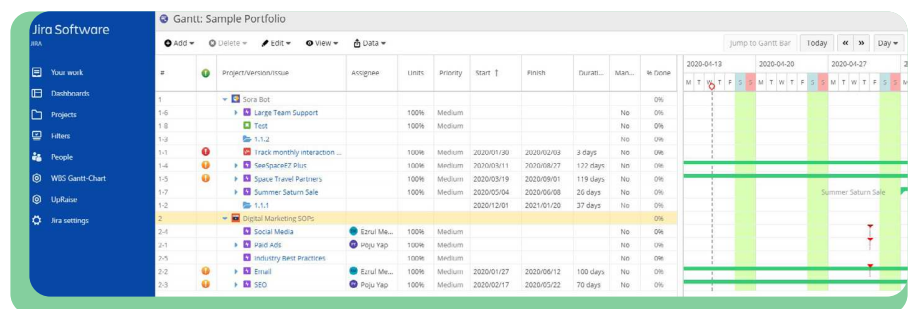 Jira Software
JIRA
Your work
Dashboards
Projects
Filters
People
WBS Gantt-Chart
UpRaise
Jira settings
Gantt: Sample Portfolio
Add Delete Edit View Data Jump to Gantt Bar Today « » Day
# Project/Version/Issue Assignee Units Priority Start ↑ Finish Durati... Man... % Done
2020-04-13 2020-04-20 2020-04-27 2
M T W T F S S M T W T F S S M T W T F S S M
1 Sora Bot 0%
1-6 Large Team Support 100% Medium No 0%
1-8 Test 100% Medium No 0%
1-3 1.1.2 No 0%
1-1 Track monthly interaction ... 100% Medium 2020/01/30 2020/02/03 3 days No 0%
1-4 SeeSpaceEZ Plus 100% Medium 2020/03/11 2020/08/27 122 days No 0%
1-5 Space Travel Partners 100% Medium 2020/03/19 2020/09/01 119 days No 0%
1-7 Summer Saturn Sale 100% Medium 2020/05/04 2020/06/08 26 days No 0% Summer Saturn Sale
1-2 1.1.1 2020/12/01 2021/01/20 37 days No 0%
2 Digital Marketing SOPs 0%
2-4 Social Media Ezrul Me... 100% Medium No 0%
2-1 Paid Ads Poju Yap 100% Medium No 0%
2-5 Industry Best Practices 100% Medium No 0%
2-2 Email Ezrul Me... 100% Medium 2020/01/27 2020/06/12 100 days No 0%
2-3 SEO Poju Yap 100% Medium 2020/02/17 2020/05/22 70 days No 0%